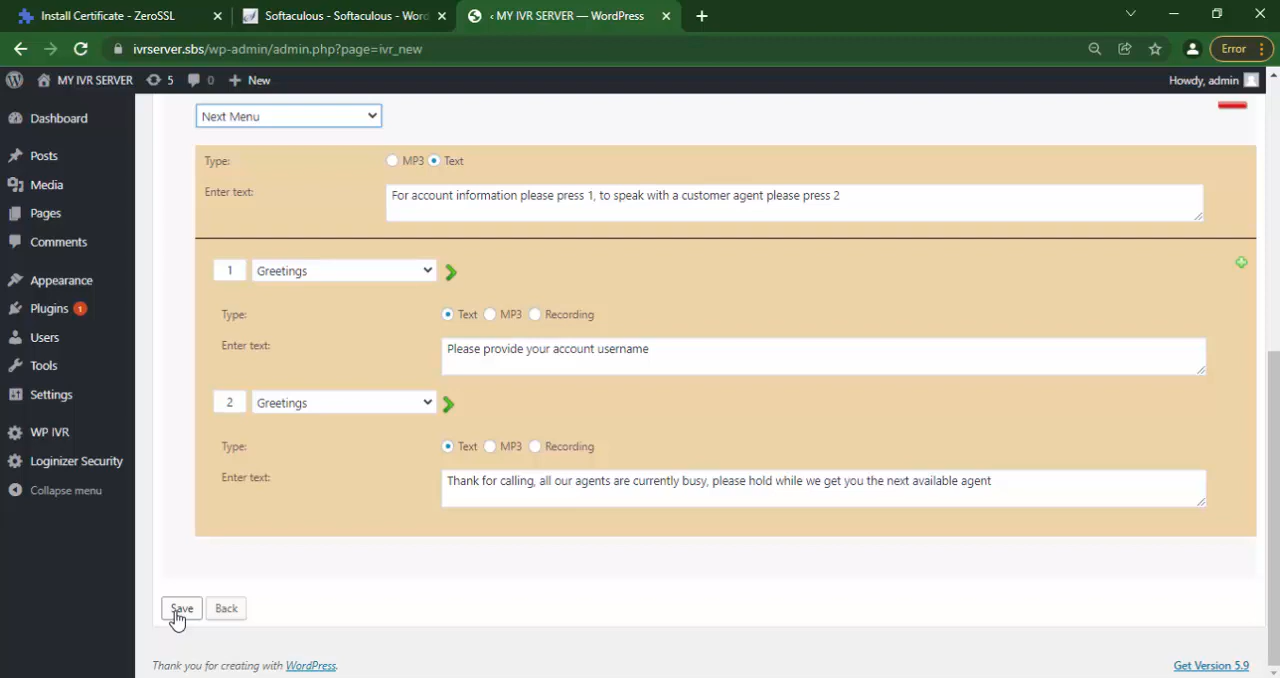 Install Certificate - ZeroSSL
Softaculous - Softaculous - Word
‹ MY IVR SERVER — WordPress
ivrserver.sbs/wp-admin/admin.php?page=ivr_new
Error
MY IVR SERVER
5
0
New
Howdy, admin
Dashboard
Posts
Media
Pages
Comments
Appearance
Plugins 1
Users
Tools
Settings
WP IVR
Loginizer Security
Collapse menu
Next Menu
Type:
MP3 Text
Enter text:
For account information please press 1, to speak with a customer agent please press 2
1 Greetings
Type:
Text MP3 Recording
Enter text:
Please provide your account username
2 Greetings
Type:
Text MP3 Recording
Enter text:
Thank for calling, all our agents are currently busy, please hold while we get you the next available agent
Save Back
Thank you for creating with WordPress.
Get Version 5.9